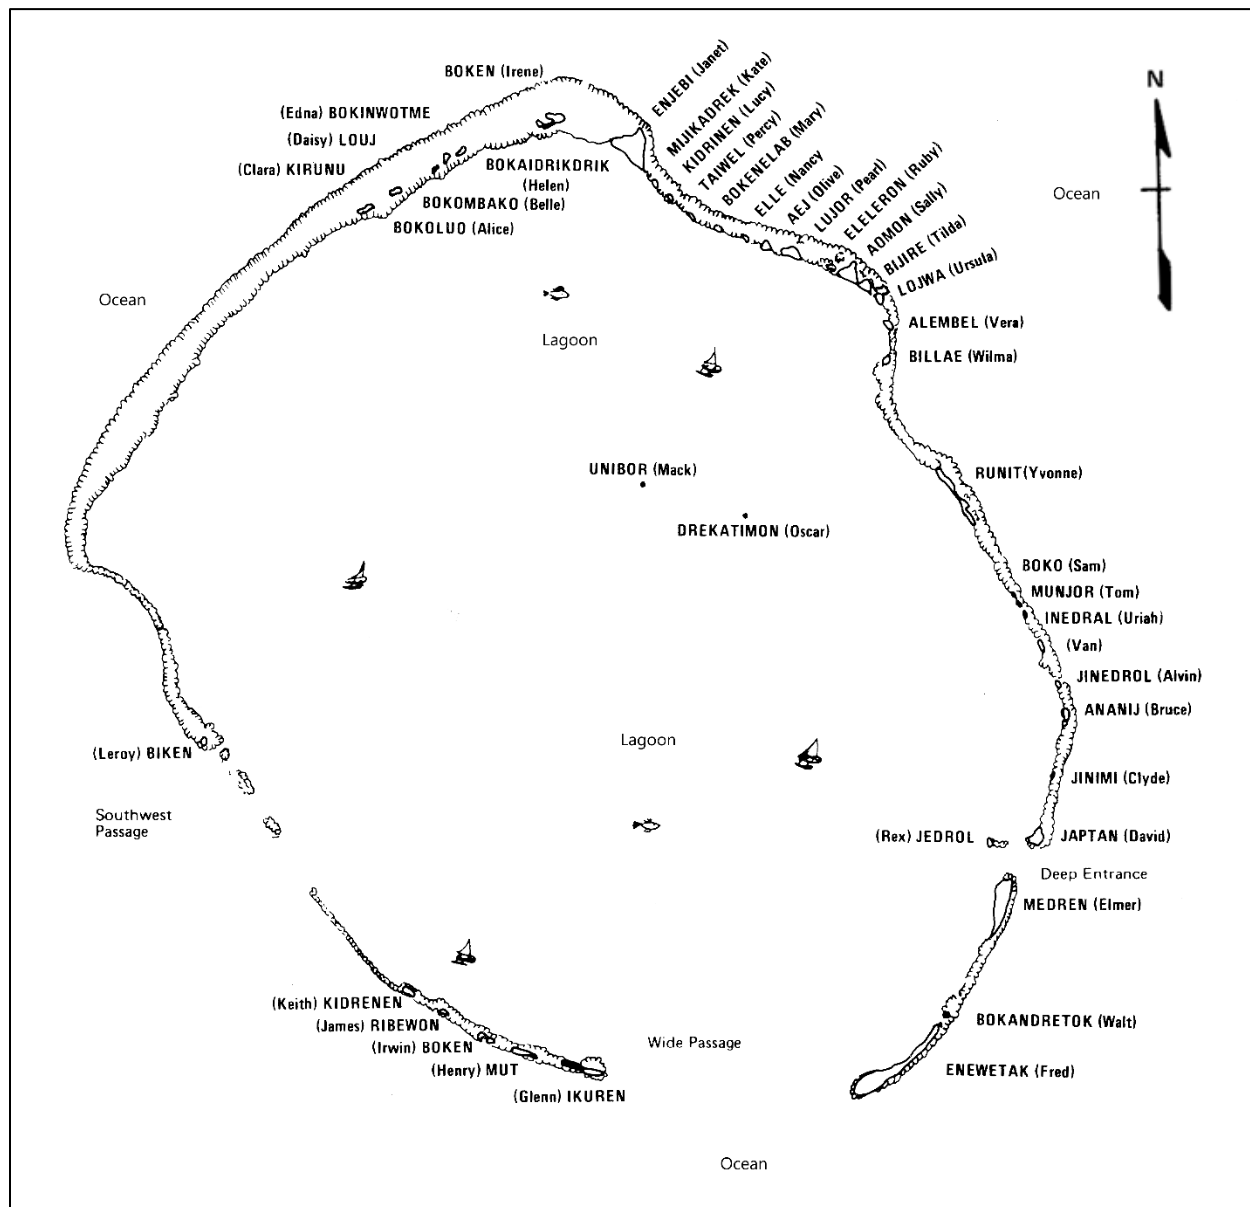 BOKEN (Irene)
(Edna) BOKINWOTME
(Daisy) LOUJ
(Clara) KIRUNU
BOKAIDRIKDRIK
(Helen)
BOKOMBAKO (Belle)
BOKOLUO (Alice)
ENJEBI (Janet)
MIJIKADREK (Kate)
KIDRINEN (Lucy)
TAIWEL (Percy)
BOKENELAB (Mary)
ELLE (Nancy
AEJ (Olive)
LUJOR (Pearl)
ELELERON (Ruby)
AOMON (Sally)
BIJIRE (Tilda)
LOJWA (Ursula)
N
Ocean
Ocean
Lagoon
ALEMBEL (Vera)
BILLAE (Wilma)
UNIBOR (Mack)
RUNIT(Yvonne)
DREKATIMON (Oscar)
BOKO (Sam)
MUNJOR (Tom)
INEDRAL (Uriah)
(Van)
JINEDROL (Alvin)
ANANIJ (Bruce)
(Leroy) BIKEN
Lagoon
JINIMI (Clyde)
Southwest
Passage
(Rex) JEDROL
JAPTAN (David)
Deep Entrance
MEDREN (Elmer)
(Keith) KIDRENEN
(James) RIBEWON
(Irwin) BOKEN
(Henry) MUT
(Glenn) IKUREN
Wide Passage
BOKANDRETOK (Walt)
ENEWETAK (Fred)
Ocean